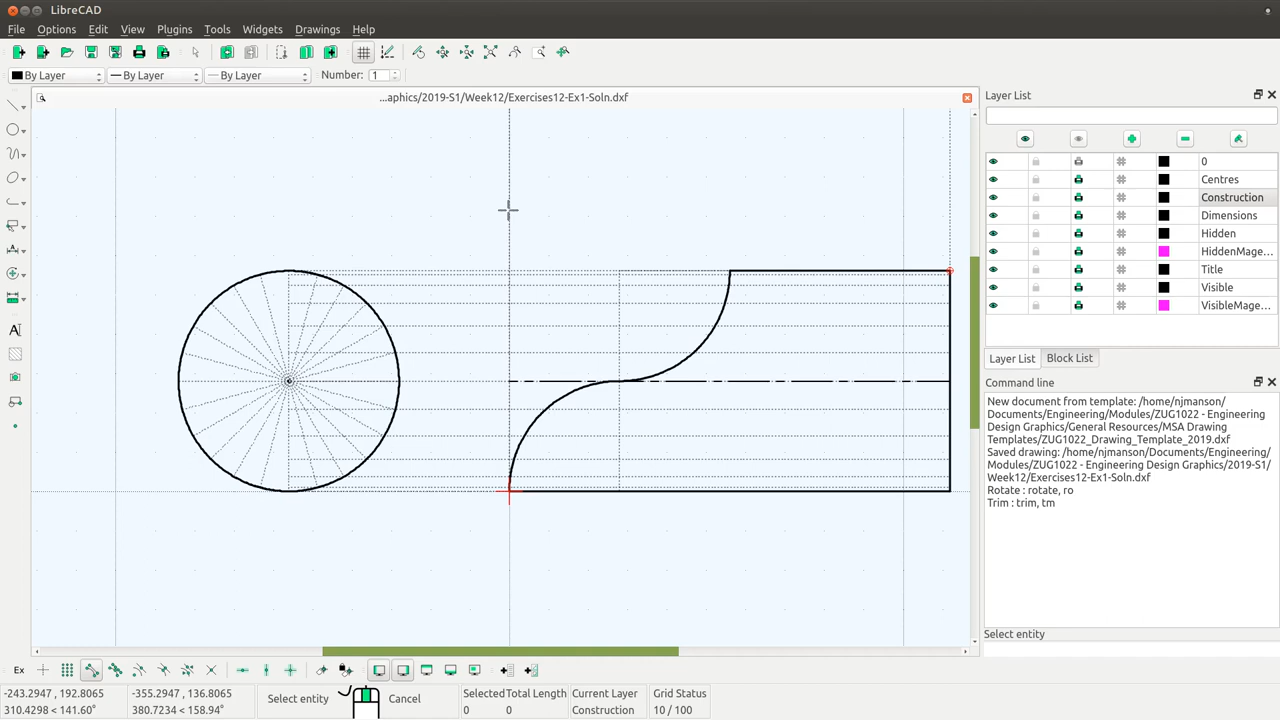 LibreCAD
File Options Edit View Plugins Tools Widgets Drawings Help
By Layer By Layer By Layer Number: 1
...aphics/2019-S1/Week12/Exercises12-Ex1-Soln.dxf
Layer List
0
Centres
Construction
Dimensions
Hidden
HiddenMage...
Title
Visible
VisibleMage...
Layer List Block List
Command line
New document from template: /home/njmanson/
Documents/Engineering/Modules/ZUG1022 - Engineering
Design Graphics/General Resources/MSA Drawing
Templates/ZUG1022_Drawing_Template_2019.dxf
Saved drawing: /home/njmanson/Documents/Engineering/
Modules/ZUG1022 - Engineering Design Graphics/2019-S1/
Week12/Exercises12-Ex1-Soln.dxf
Rotate : rotate, ro
Trim : trim, tm
Select entity
Ex
-243.2947 , 192.8065 -355.2947 , 136.8065 Select entity Cancel Selected Total Length Current Layer Grid Status
310.4298 < 141.60° 380.7234 < 158.94° 0 0 Construction 10 / 100